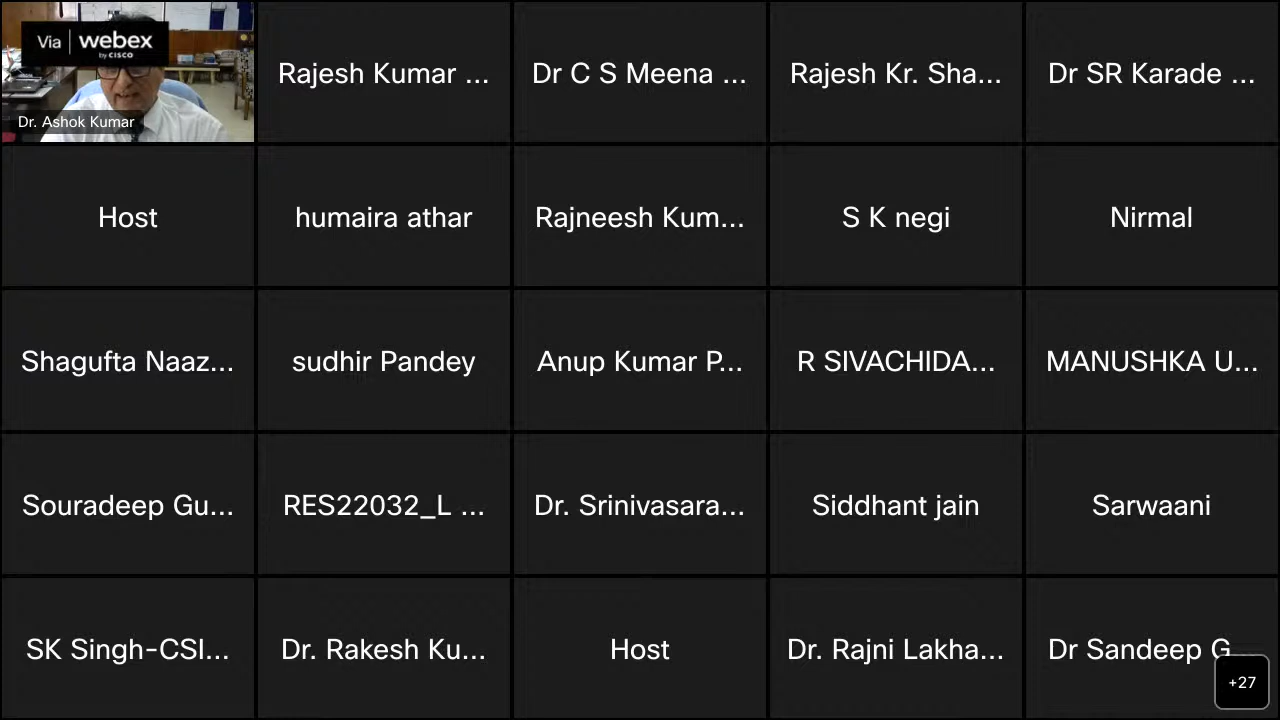 Via webex
by CISCO
Dr. Ashok Kumar
Rajesh Kumar ...
Dr C S Meena ...
Rajesh Kr. Sha...
Dr SR Karade ...
Host
humaira athar
Rajneesh Kum...
S K negi
Nirmal
Shagufta Naaz...
sudhir Pandey
Anup Kumar P...
R SIVACHIDA...
MANUSHKA U...
Souradeep Gu...
RES22032_L ...
Dr. Srinivasara...
Siddhant jain
Sarwaani
SK Singh-CSI...
Dr. Rakesh Ku...
Host
Dr. Rajni Lakha...
Dr Sandeep G...
+27